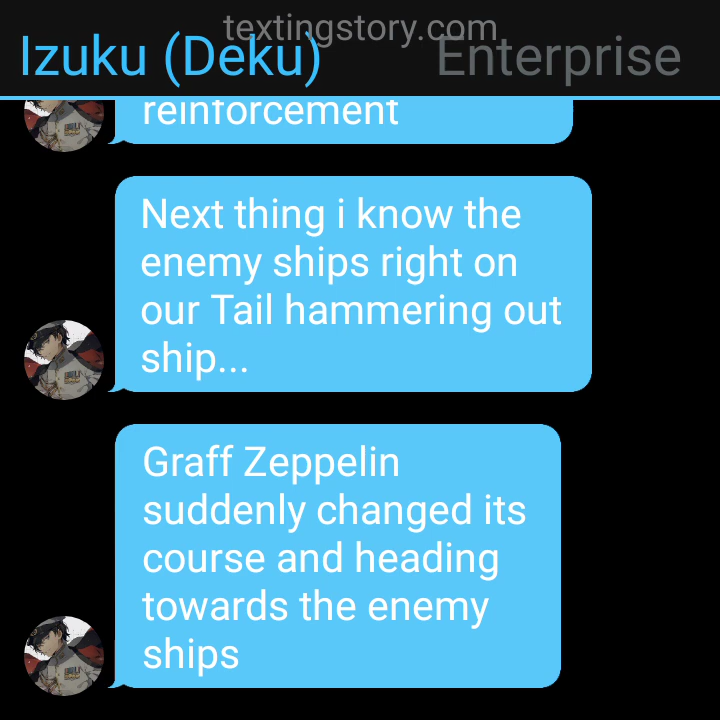 textingstory.com
Izuku (Deku)
Enterprise
reinforcement
Next thing i know the
enemy ships right on
our Tail hammering out
ship...
Graff Zeppelin
suddenly changed its
course and heading
towards the enemy
ships